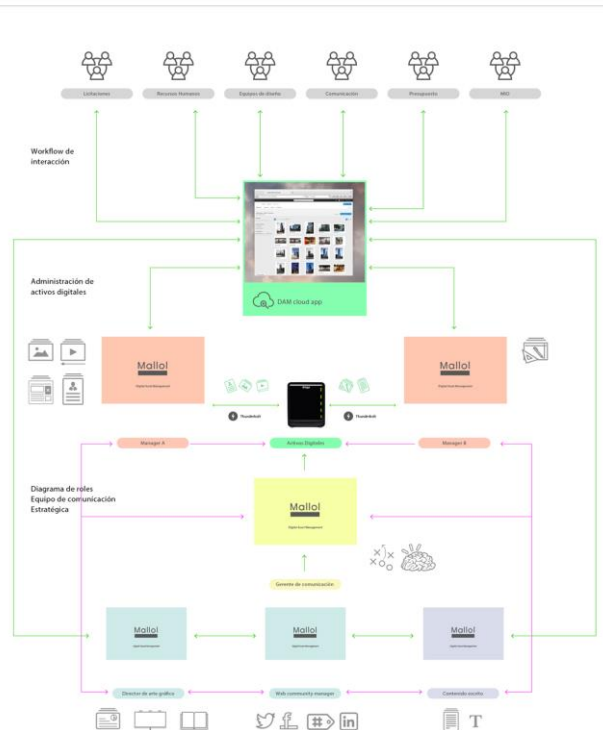 Licitaciones
Recursos Humanos
Equipos de diseño
Comunicación
Presupuesto
MID
Workflow de
interacción
DAM cloud app
Administración de
activos digitales
Mallol
Digital Asset Management
Mallol
Digital Asset Management
Thunderbolt
Thunderbolt
Manager A
Activos Digitales
Manager B
Diagrama de roles
Equipo de comunicación
Estratégica
Mallol
Digital Asset Management
Gerente de comunicación
Mallol
Digital Asset Management
Mallol
Digital Asset Management
Mallol
Digital Asset Management
Director de arte gráfico
Web community manager
Contenido escrito
#
in
T